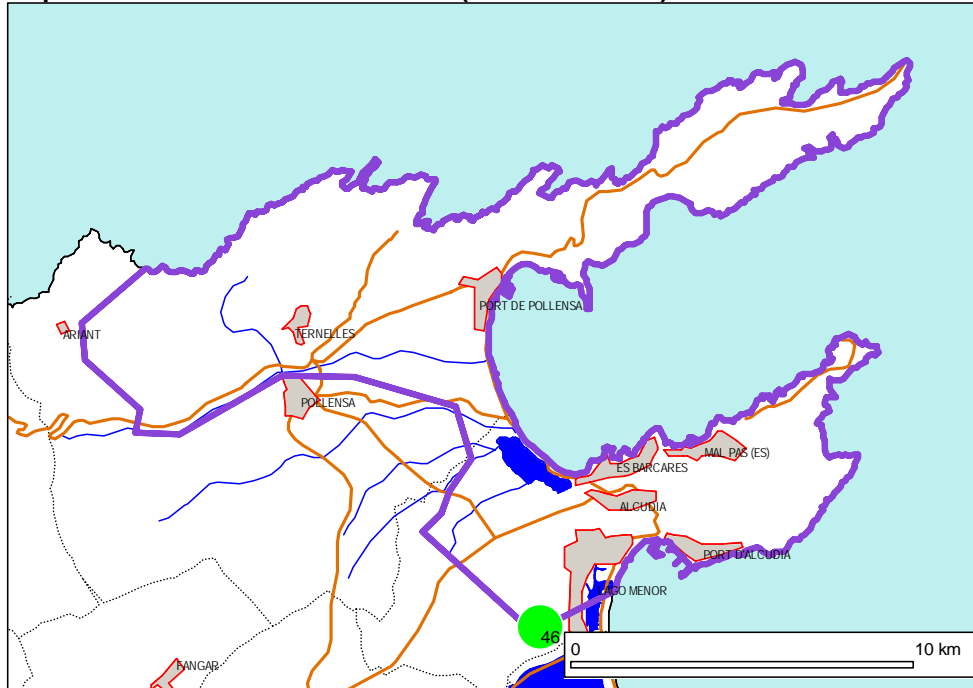 PORT DE POLLENSA
ARIANT
TERNELLES
POLLENSA
MAL PAS (ES)
ES BARCARES
ALCUDIA
PORT D'ALCUDIA
LAGO MENOR
46
0 10 km
FANGAR